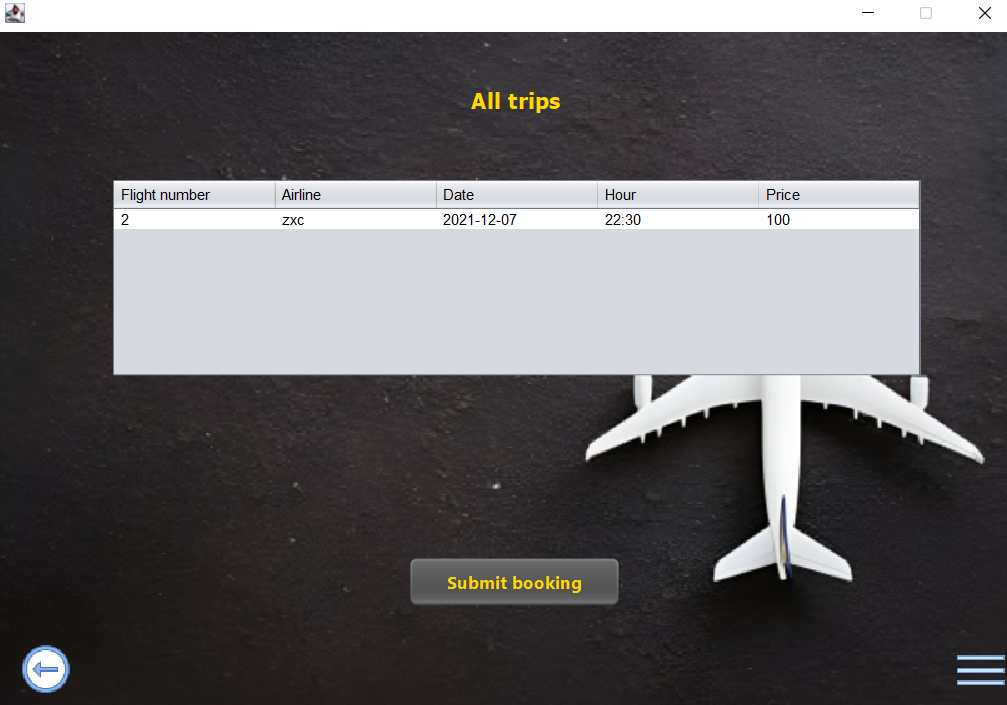 All trips
Flight number Airline Date Hour Price
2 zxc 2021-12-07 22:30 100
Submit booking